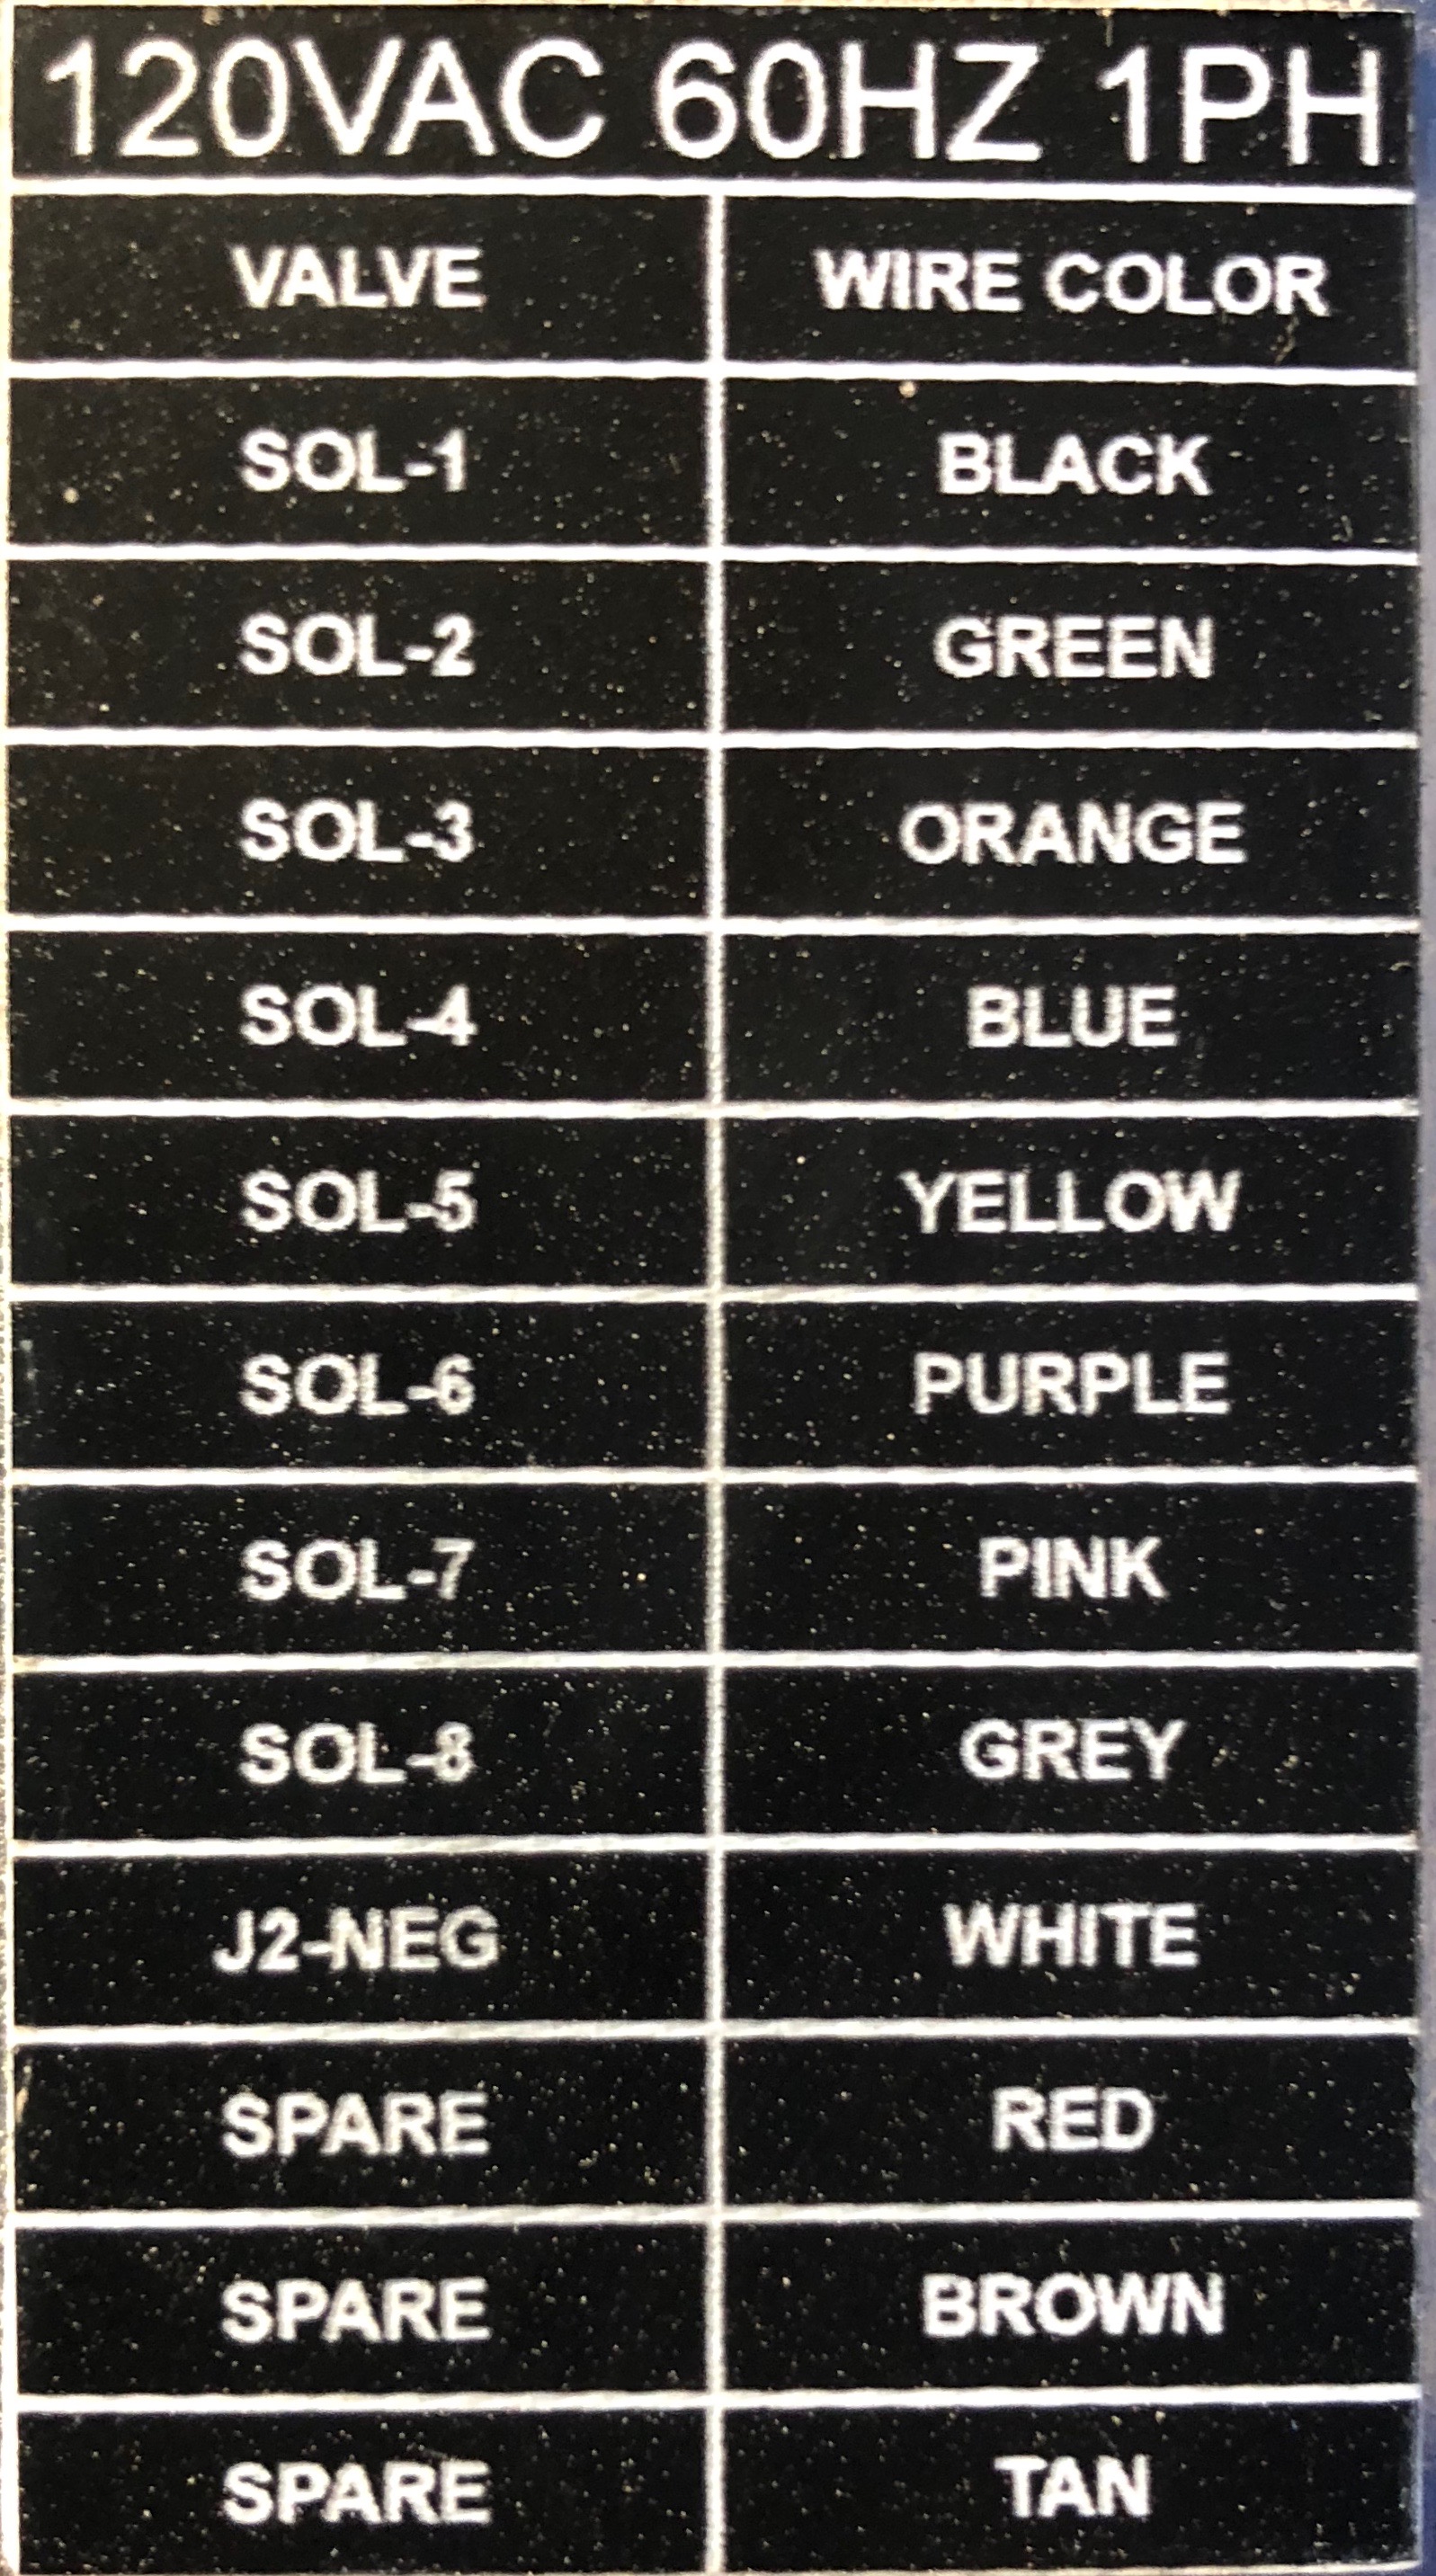 120VAC 60HZ 1PH
VALVE WIRE COLOR
SOL-1 BLACK
SOL-2 GREEN
SOL-3 ORANGE
SOL-4 BLUE
SOL-5 YELLOW
SOL-6 PURPLE
SOL-7 PINK
SOL-8 GREY
J2-NEG WHITE
SPARE RED
SPARE BROWN
SPARE TAN